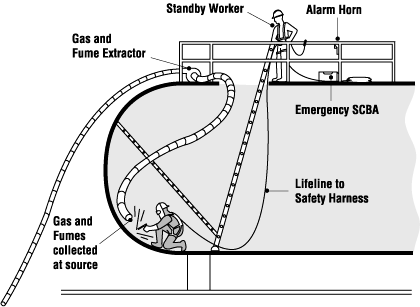 Standby Worker
Alarm Horn
Gas and
Fume Extractor
Emergency SCBA
Lifeline to
Safety Harness
Gas and
Fumes
collected
at source